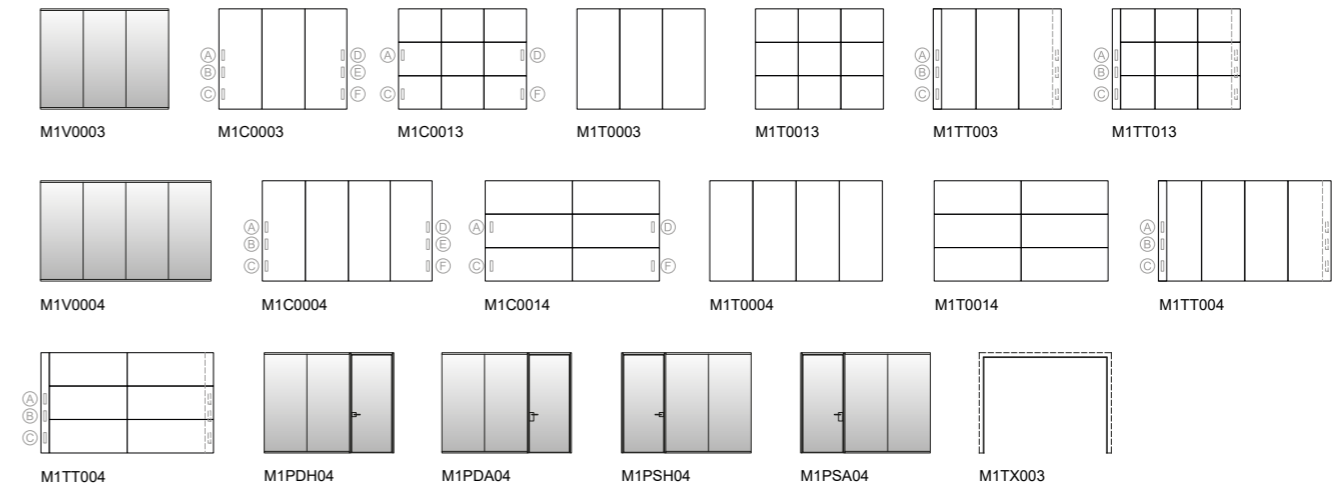 A D A D A A
B E B B
C F C F C C
M1V0003 M1C0003 M1C0013 M1T0003 M1T0013 M1TT003 M1TT013
A D A D A
B E B
C F C F C
M1V0004 M1C0004 M1C0014 M1T0004 M1T0014 M1TT004
A
B
C
M1TT004 M1PDH04 M1PDA04 M1PSH04 M1PSA04 M1TX003